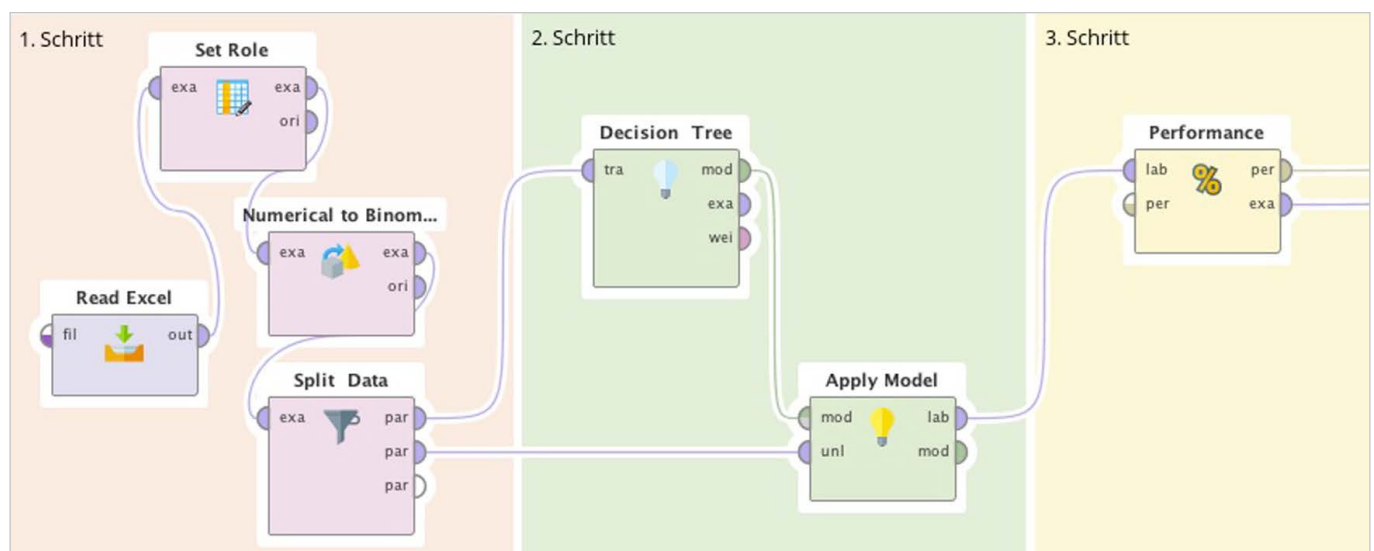 1. Schritt
Set Role
exa exa
ori
Numerical to Binom...
exa exa
ori
Read Excel
fil out
Split Data
exa par
par
par
2. Schritt
Decision Tree
tra mod
exa
wei
Apply Model
mod lab
unl mod
3. Schritt
Performance
lab per
per exa
%